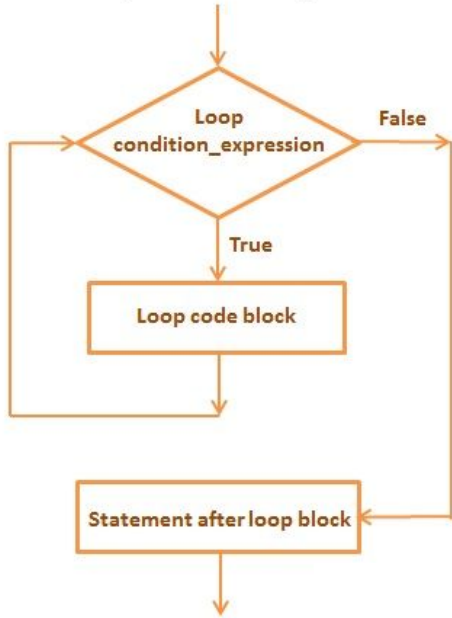 Loop
condition_expression
False
True
Loop code block
Statement after loop block